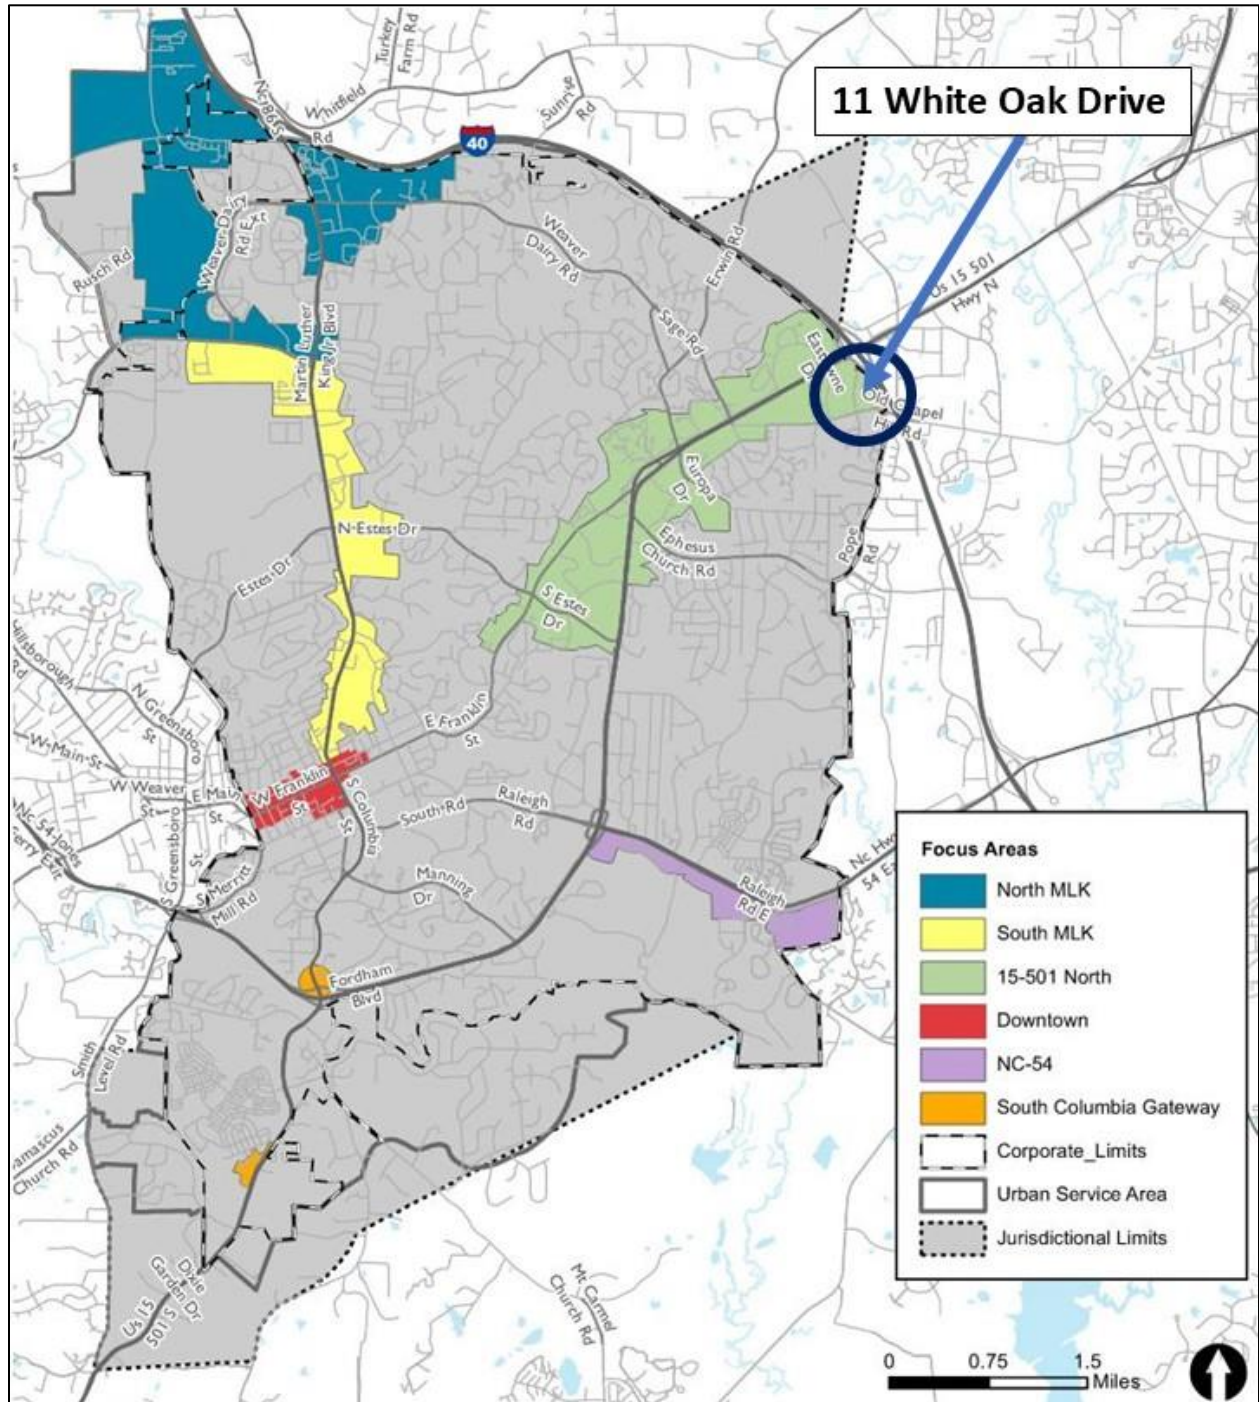 Turkey
Farm Rd
Nc 86 S
Whitfield
Rd
Sunrise
Rd
11 White Oak Drive
40
Weaver Dairy
Rd Ext
Rusch Rd
Martin Luther
King Jr Blvd
Weaver
Dairy Rd
Erwin Rd
Sage Rd
Us 15 501
Hwy N
Eastowne
Dr
Old Chapel
Hl Rd
Europa
Dr
N Estes Dr
Ephesus
Church Rd
Pope
Rd
Estes Dr
S Estes
Dr
Hillsborough
Rd
N Greensboro
St
W Main St
E Franklin
St
W Weaver
St
E Main
St
W Franklin
St
S Columbia
St
South Rd
Raleigh
Rd
Nc 54 Jones
Ferry Exit
S Greensboro
St
S Merritt
Mill Rd
Manning
Dr
Raleigh
Rd E
Nc Hwy
54 E
Fordham
Blvd
Smith
Level Rd
Damascus
Church Rd
Dixie
Garden Dr
Us 15
501 S
Mt Carmel
Church Rd
Focus Areas
North MLK
South MLK
15-501 North
Downtown
NC-54
South Columbia Gateway
Corporate_Limits
Urban Service Area
Jurisdictional Limits
0 0.75 1.5
Miles